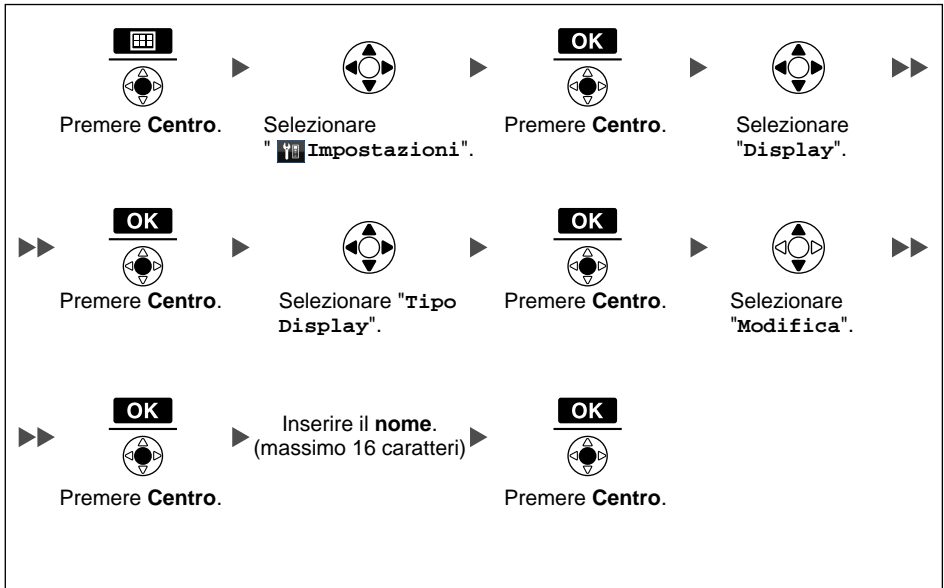 OK
Premere Centro.
Selezionare
" Impostazioni".
Premere Centro.
Selezionare
"Display".
OK
OK
Premere Centro.
Selezionare "Tipo
Display".
Premere Centro.
Selezionare
"Modifica".
OK
Inserire il nome.
(massimo 16 caratteri)
OK
Premere Centro.
Premere Centro.